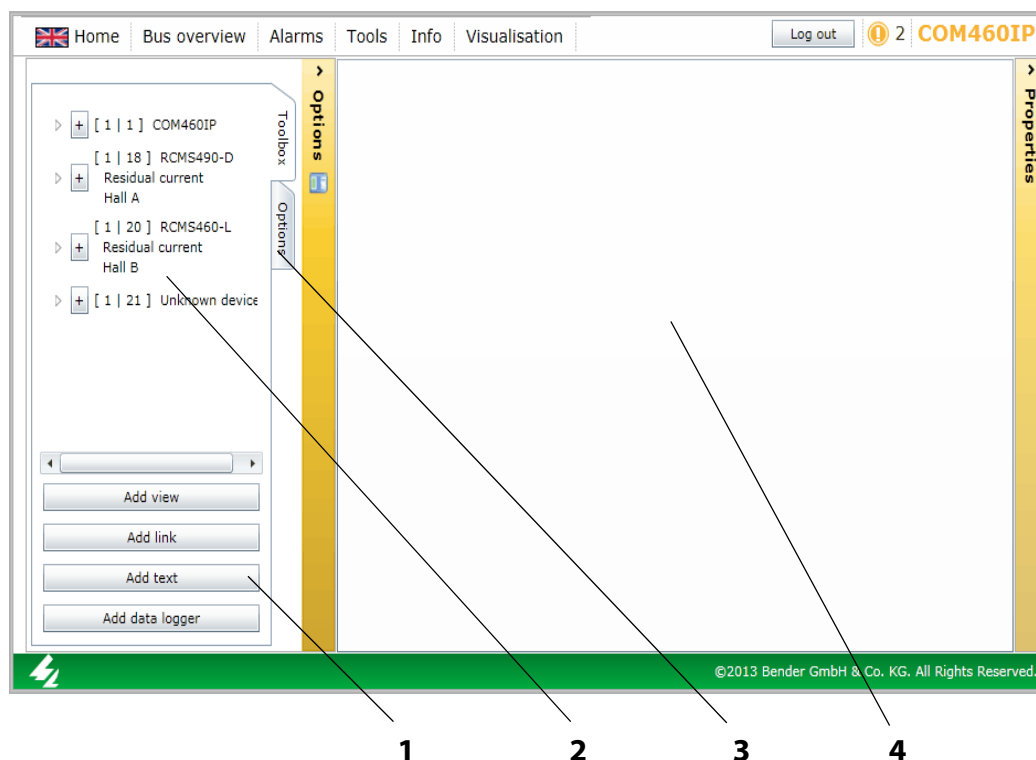 Home Bus overview Alarms Tools Info Visualisation Log out 2 COM460IP
Options
Properties
Toolbox
Options
+ [ 1 | 1 ] COM460IP
[ 1 | 18 ] RCMS490-D
+ Residual current
Hall A
[ 1 | 20 ] RCMS460-L
+ Residual current
Hall B
+ [ 1 | 21 ] Unknown device
Add view
Add link
Add text
Add data logger
©2013 Bender GmbH & Co. KG. All Rights Reserved.
1 2 3 4